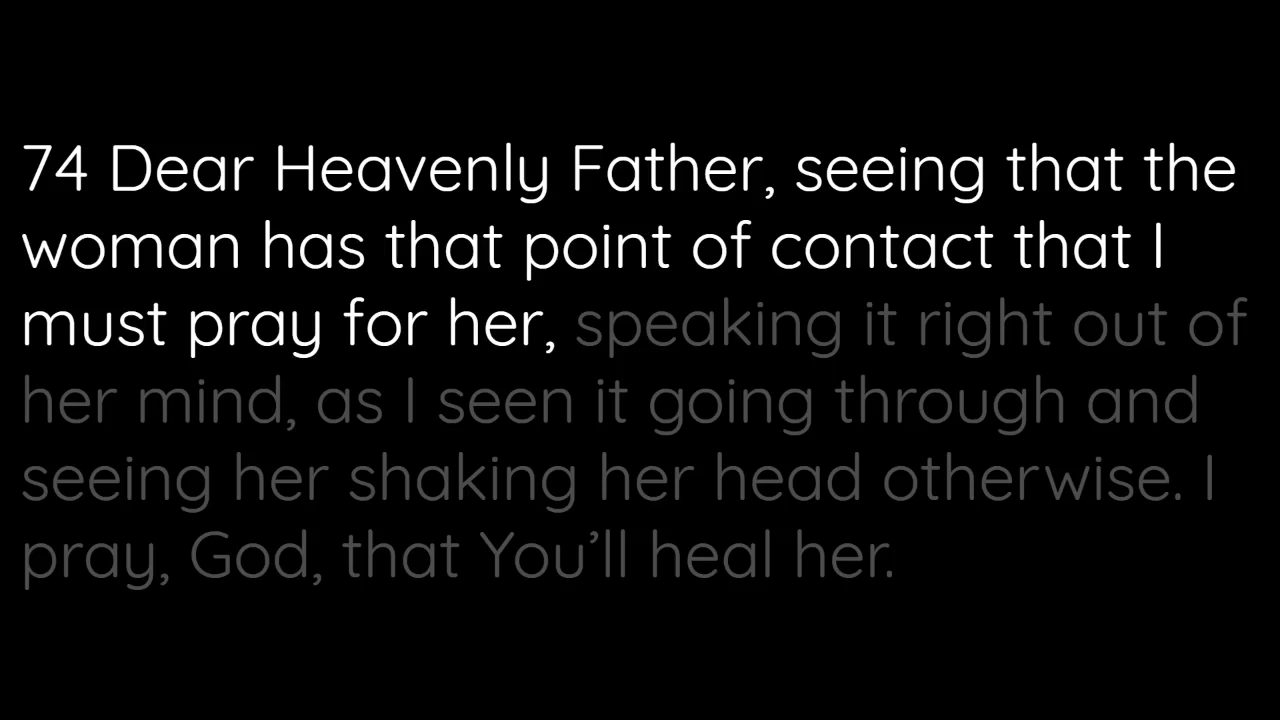 74 Dear Heavenly Father, seeing that the
woman has that point of contact that I
must pray for her, speaking it right out of
her mind, as I seen it going through and
seeing her shaking her head otherwise. I
pray, God, that You’ll heal her.